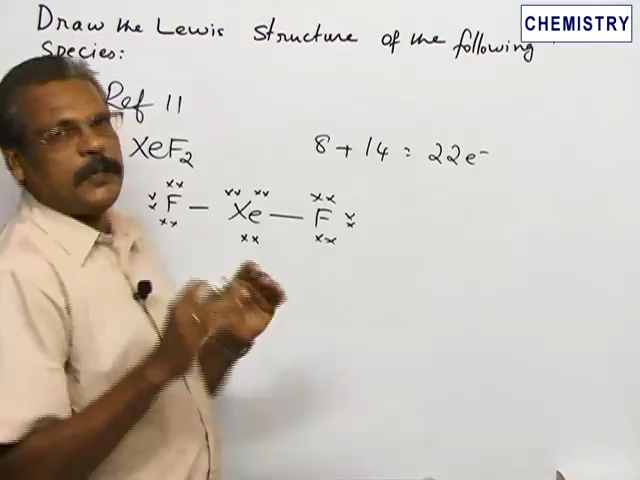 CHEMISTRY
Draw the Lewis structure of the following
Species:
Ref 11
XeF2
8 + 14 = 22e-
F — Xe — F